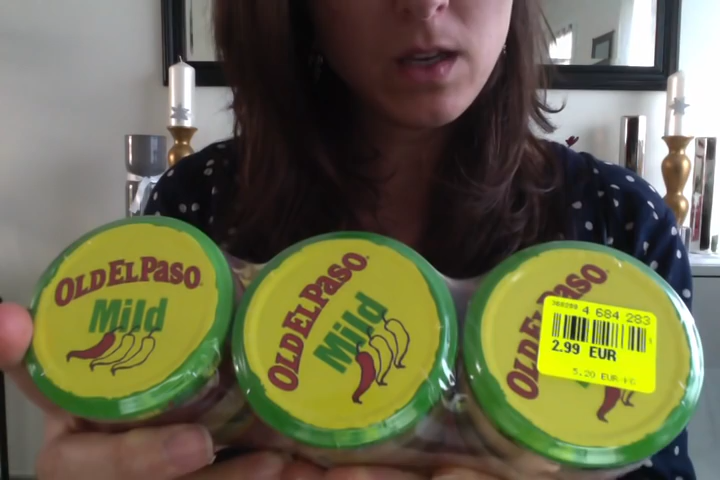 OLD EL PASO
Mild
OLD EL PASO
Mild
OLD EL PASO
4 684 283
2.99 EUR
5.20 EUR